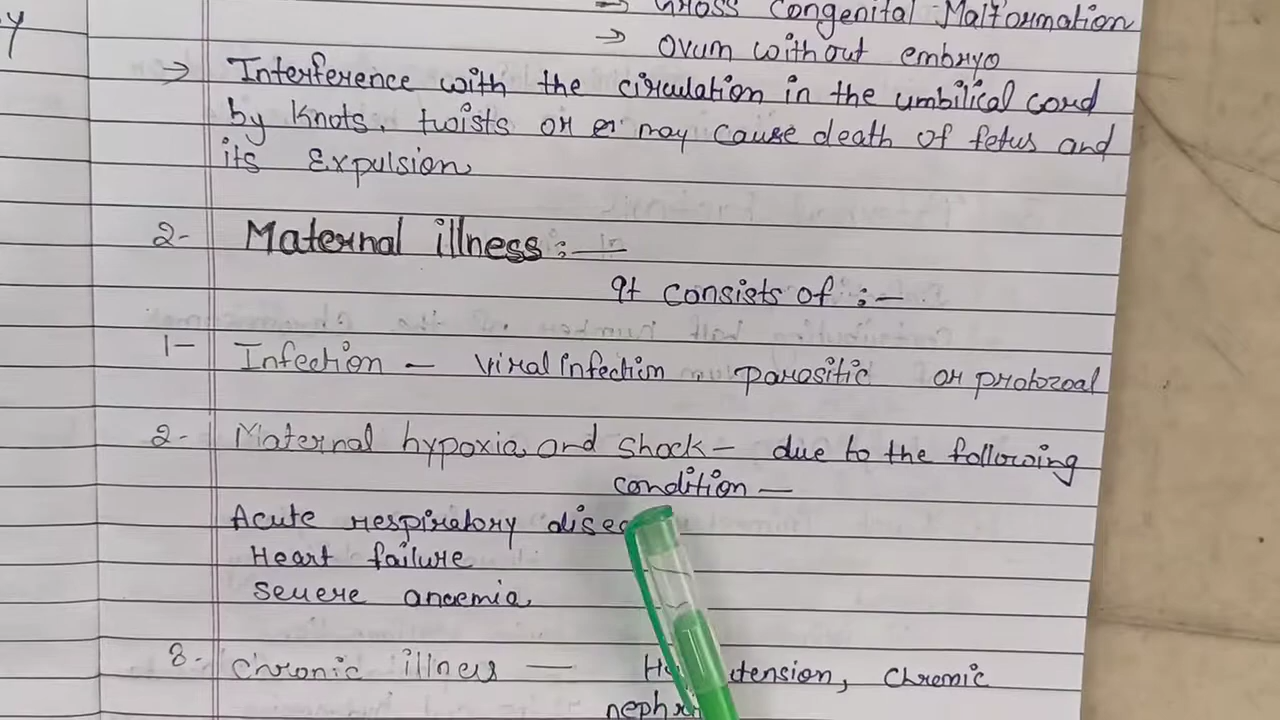 y
→ Gross Congenital Malformation
→ Ovum without embryo
→ Interference with the circulation in the umbilical cord
by Knots, twists or er may cause death of fetus and
its Expulsion.
2- Maternal illness :—
It consists of :-
1- Infection - viral infection, parasitic or protozoal
2- Maternal hypoxia and shock- due to the following
condition —
Acute respiretory
Heart failure
Severe anaemia,
3- Chronic illness — chronic